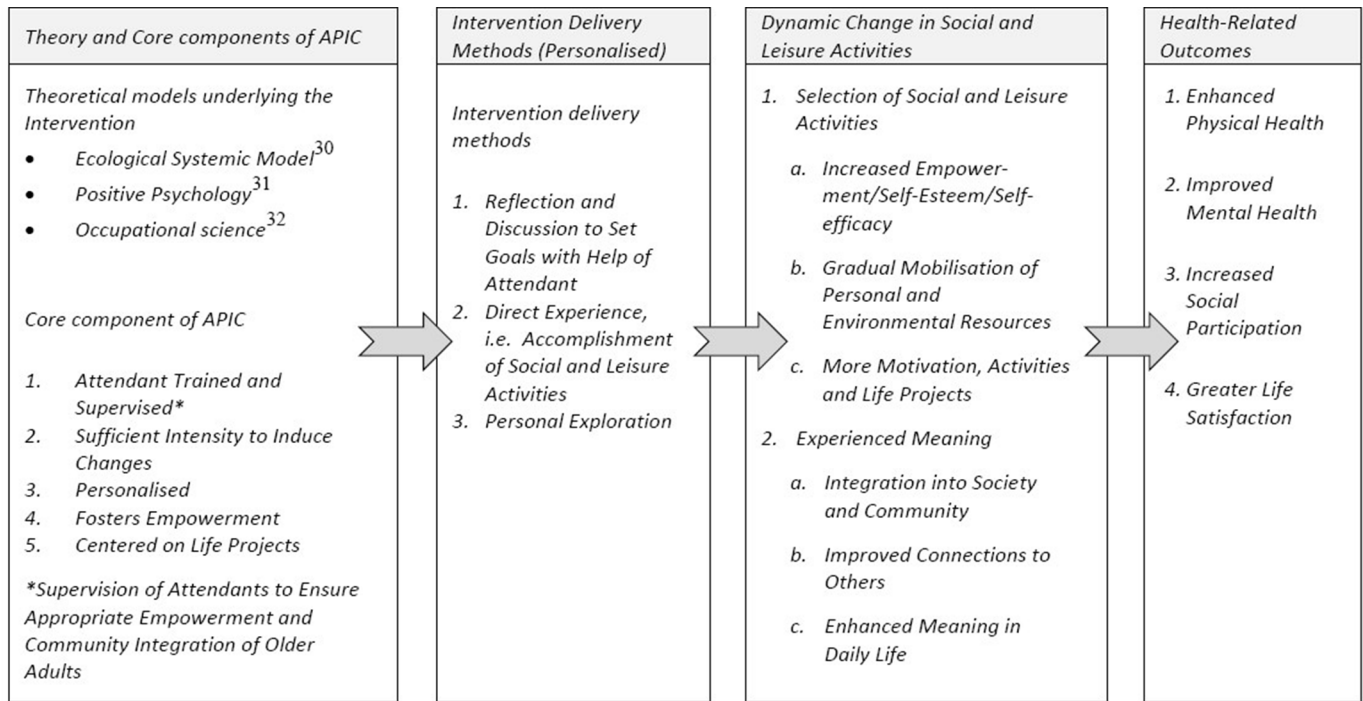 Theory and Core components of APIC
Theoretical models underlying the
Intervention
• Ecological Systemic Model30
• Positive Psychology31
• Occupational science32
Core component of APIC
1. Attendant Trained and
Supervised*
2. Sufficient Intensity to Induce
Changes
3. Personalised
4. Fosters Empowerment
5. Centered on Life Projects
*Supervision of Attendants to Ensure
Appropriate Empowerment and
Community Integration of Older
Adults
Intervention Delivery
Methods (Personalised)
Intervention delivery
methods
1. Reflection and
Discussion to Set
Goals with Help of
Attendant
2. Direct Experience,
i.e. Accomplishment
of Social and Leisure
Activities
3. Personal Exploration
Dynamic Change in Social and
Leisure Activities
1. Selection of Social and Leisure
Activities
a. Increased Empower-
ment/Self-Esteem/Self-
efficacy
b. Gradual Mobilisation of
Personal and
Environmental Resources
c. More Motivation, Activities
and Life Projects
2. Experienced Meaning
a. Integration into Society
and Community
b. Improved Connections to
Others
c. Enhanced Meaning in
Daily Life
Health-Related
Outcomes
1. Enhanced
Physical Health
2. Improved
Mental Health
3. Increased
Social
Participation
4. Greater Life
Satisfaction